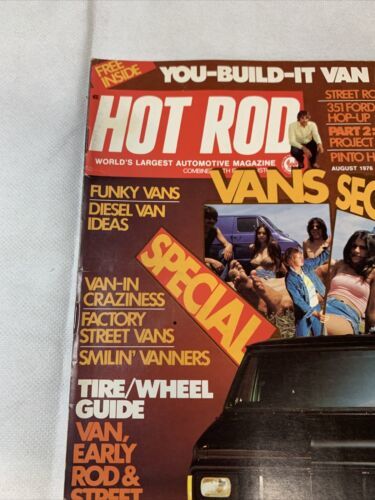 FREE
INSIDE
YOU-BUILD-IT VAN
HOT ROD
WORLD'S LARGEST AUTOMOTIVE MAGAZINE
STREET RO
351 FORD
HOP-UP
PART 2:
PROJECT
PINTO H
AUGUST 1976
VANS SEC
FUNKY VANS
DIESEL VAN
IDEAS
SPECIAL
VAN-IN
CRAZINESS
FACTORY
STREET VANS
SMILIN' VANNERS
TIRE/WHEEL
GUIDE
VAN,
EARLY
ROD &
STREET